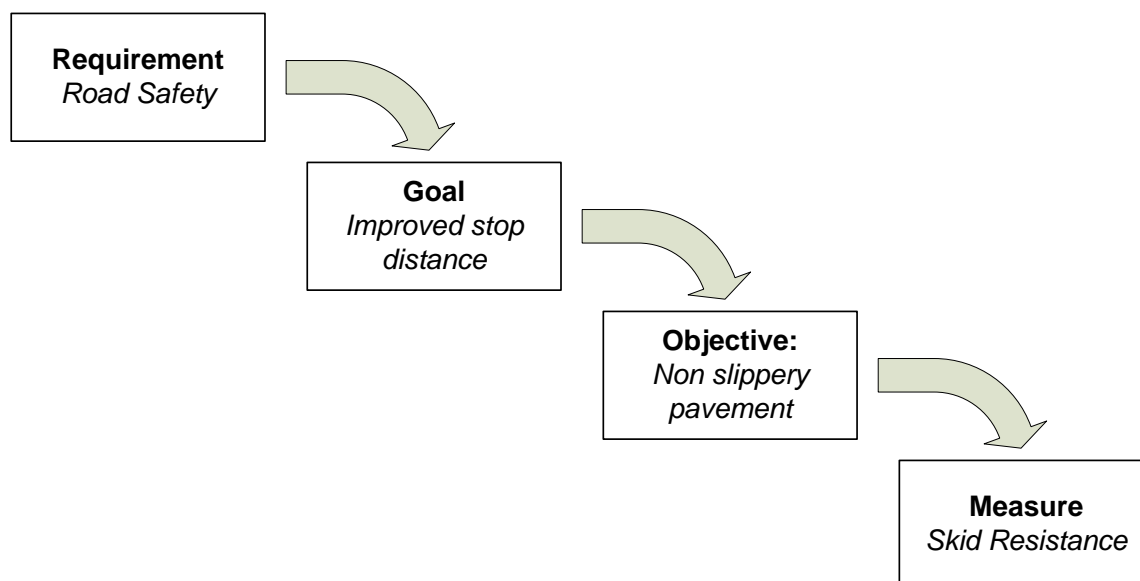 Requirement
Road Safety
Goal
Improved stop
distance
Objective:
Non slippery
pavement
Measure
Skid Resistance